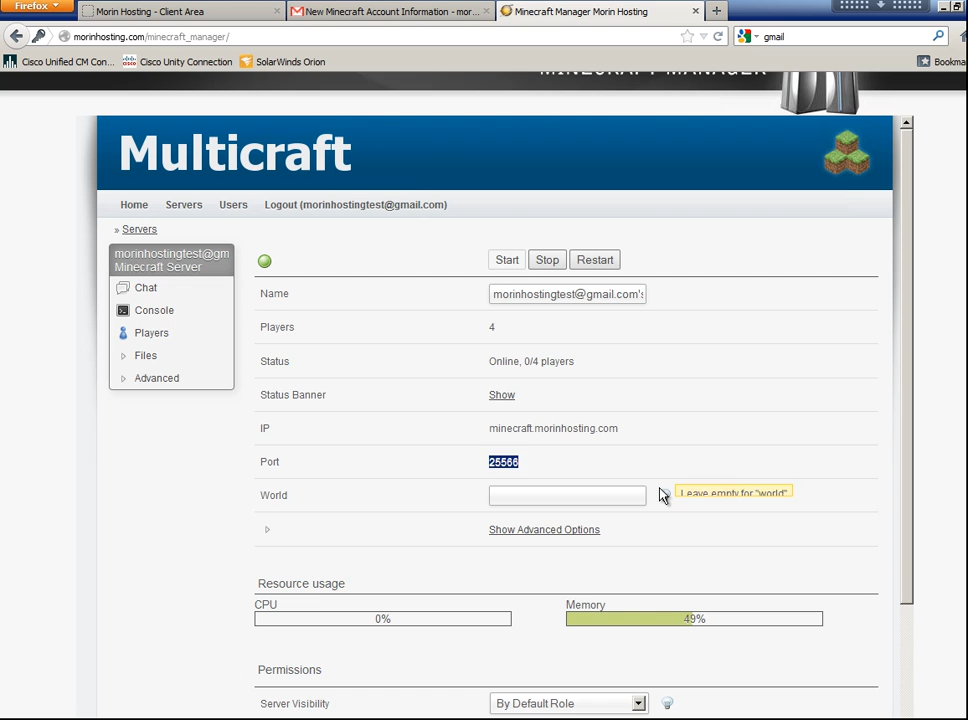 Firefox
Morin Hosting - Client Area
New Minecraft Account Information - mor...
Minecraft Manager Morin Hosting
morinhosting.com/minecraft_manager/
gmail
Cisco Unified CM Con...
Cisco Unity Connection
SolarWinds Orion
Bookma
MINECRAFT MANAGER
Multicraft
Home
Servers
Users
Logout (morinhostingtest@gmail.com)
» Servers
morinhostingtest@gm
Minecraft Server
Chat
Console
Players
Files
Advanced
Start
Stop
Restart
Name
morinhostingtest@gmail.com's
Players
4
Status
Online, 0/4 players
Status Banner
Show
IP
minecraft.morinhosting.com
Port
25566
World
Leave empty for "world"
Show Advanced Options
Resource usage
CPU
Memory
0%
49%
Permissions
Server Visibility
By Default Role